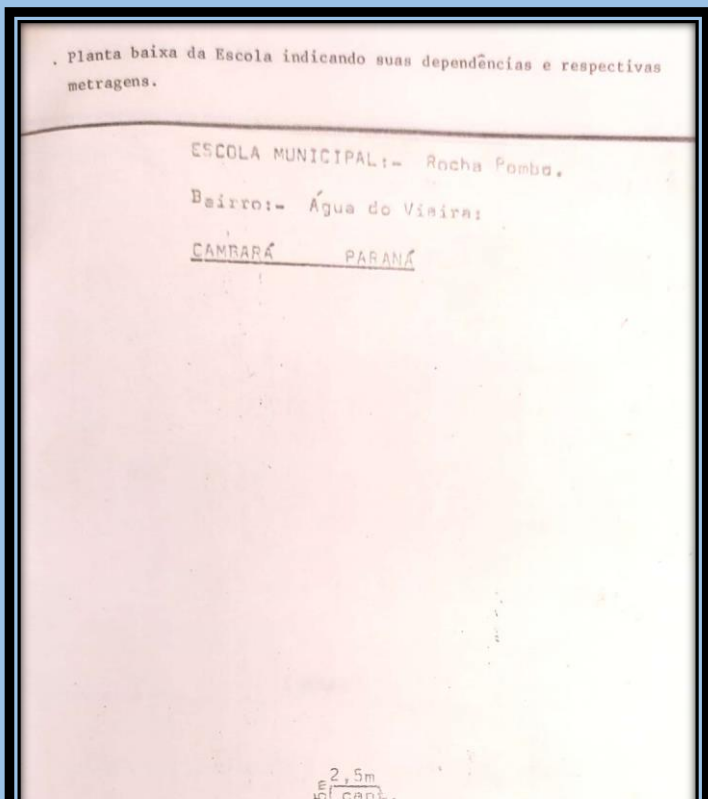 . Planta baixa da Escola indicando suas dependências e respectivas
metragens.
ESCOLA MUNICIPAL:- Rocha Pombo.
Bairro:- Água do Vieira:
CAMBARÁ PARANÁ
2,5m
cant.